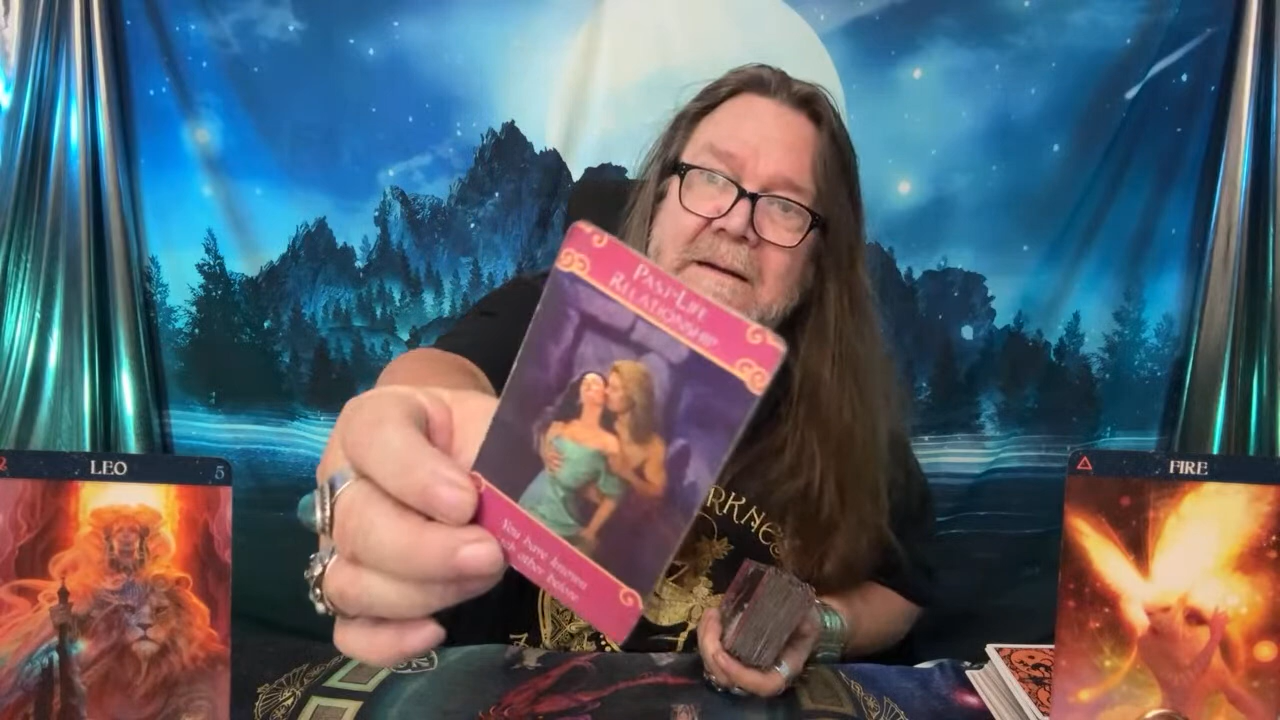 LEO 5
FIRE
PAST-LIFE
RELATIONSHIP
You have known
each other before